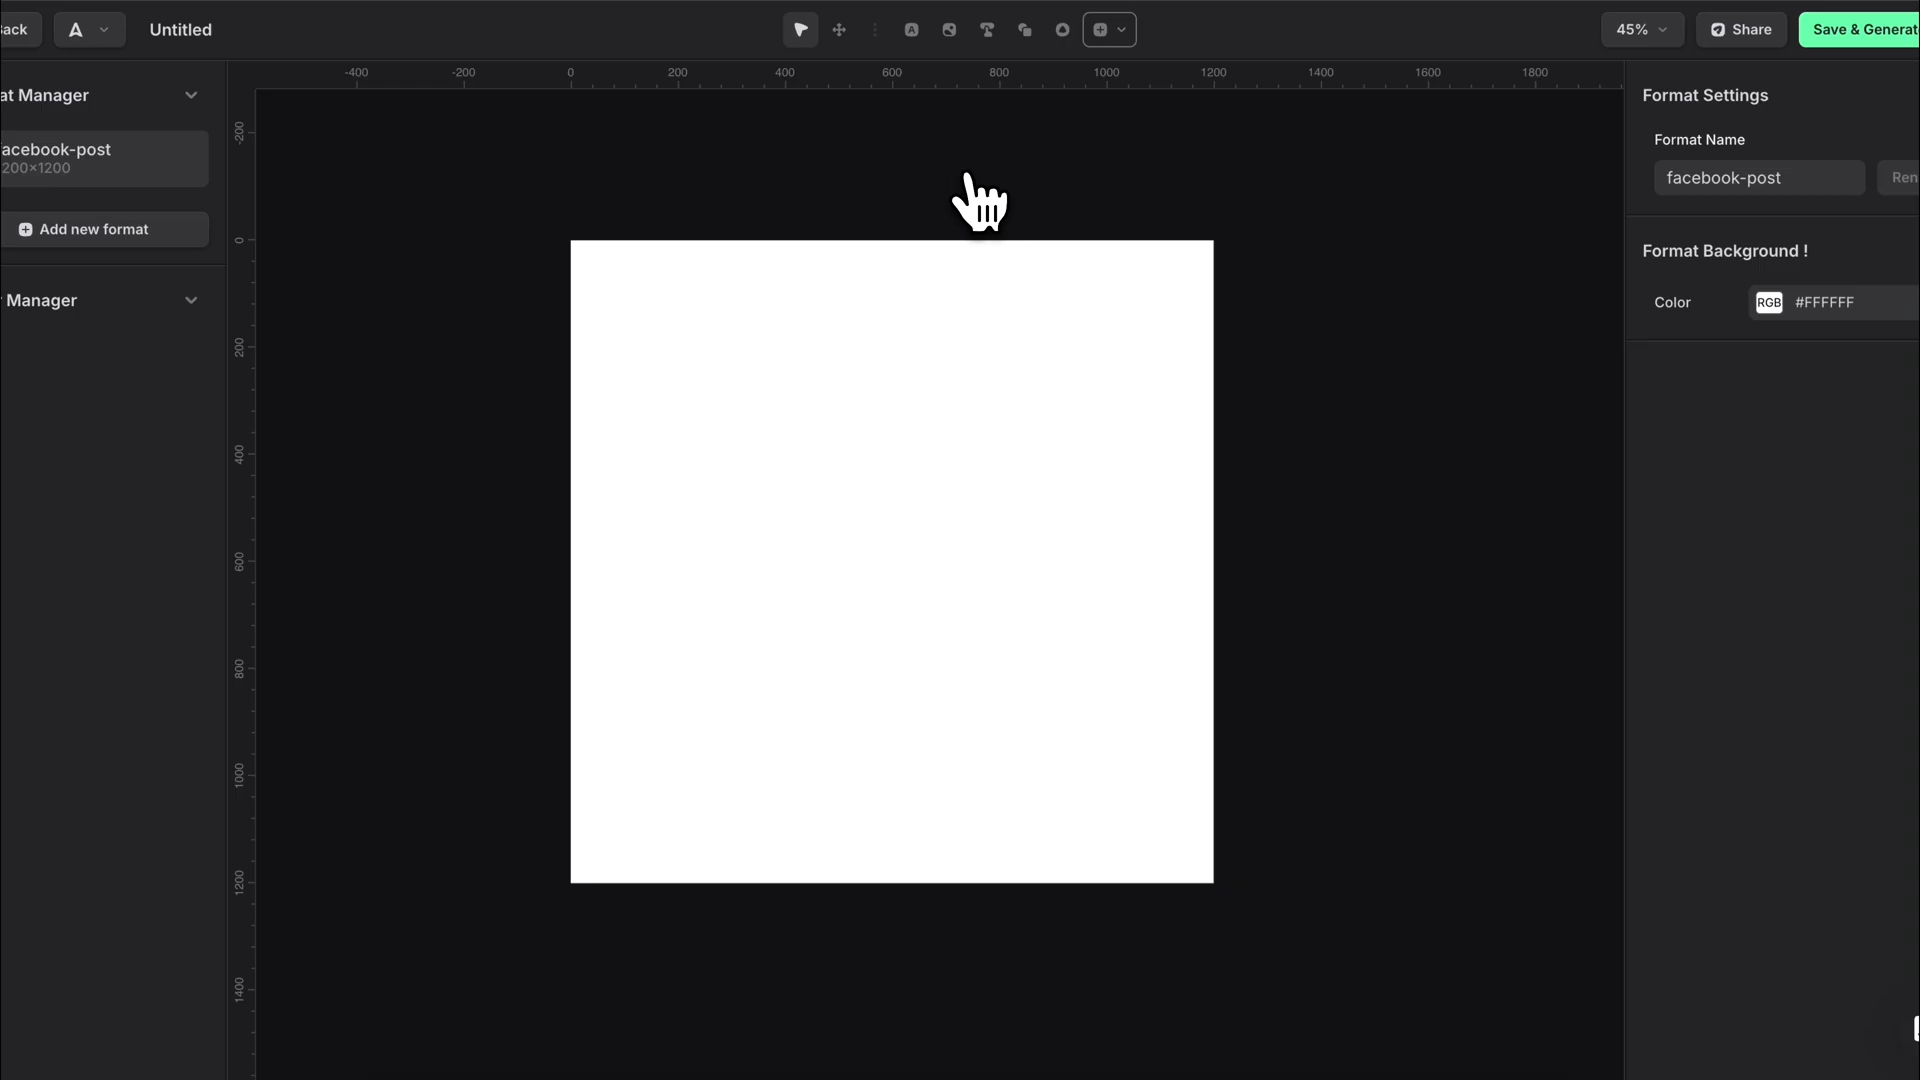 ack
A
Untitled
A
45%
Share
Save & Generat
at Manager
acebook-post
200×1200
Add new format
Manager
-400 -200 0 200 400 600 800 1000 1200 1400 1600 1800
-200
0
200
400
600
800
1000
1200
1400
Format Settings
Format Name
facebook-post
Ren
Format Background !
Color
RGB
#FFFFFF